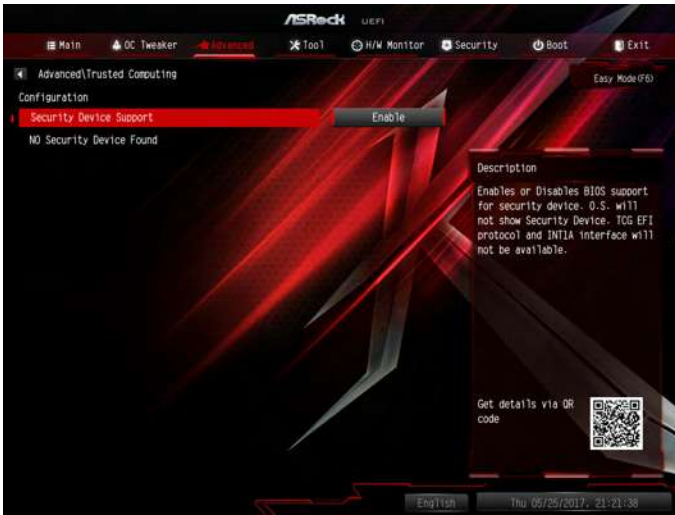 ASRock UEFI
Main OC Tweaker Advanced Tool H/W Monitor Security Boot Exit
Advanced\Trusted Computing
Easy Mode(F6)
Configuration
Security Device Support Enable
NO Security Device Found
Description
Enables or Disables BIOS support
for security device. O.S. will
not show Security Device. TCG EFI
protocol and INT1A interface will
not be available.
Get details via QR
code
English
Thu 05/25/2017, 21:21:38